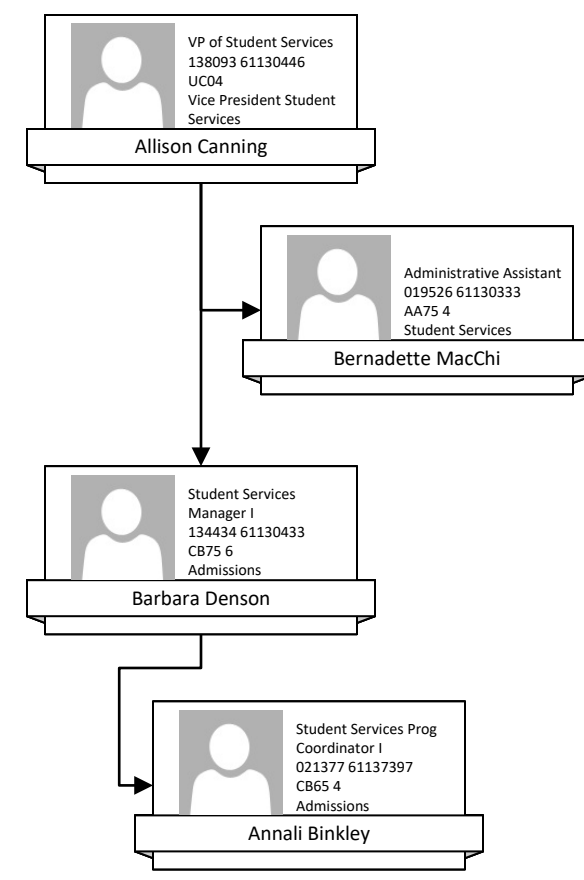 VP of Student Services
138093 61130446
UC04
Vice President Student
Services
Allison Canning
Administrative Assistant
019526 61130333
AA75 4
Student Services
Bernadette MacChi
Student Services
Manager I
134434 61130433
CB75 6
Admissions
Barbara Denson
Student Services Prog
Coordinator I
021377 61137397
CB65 4
Admissions
Annali Binkley